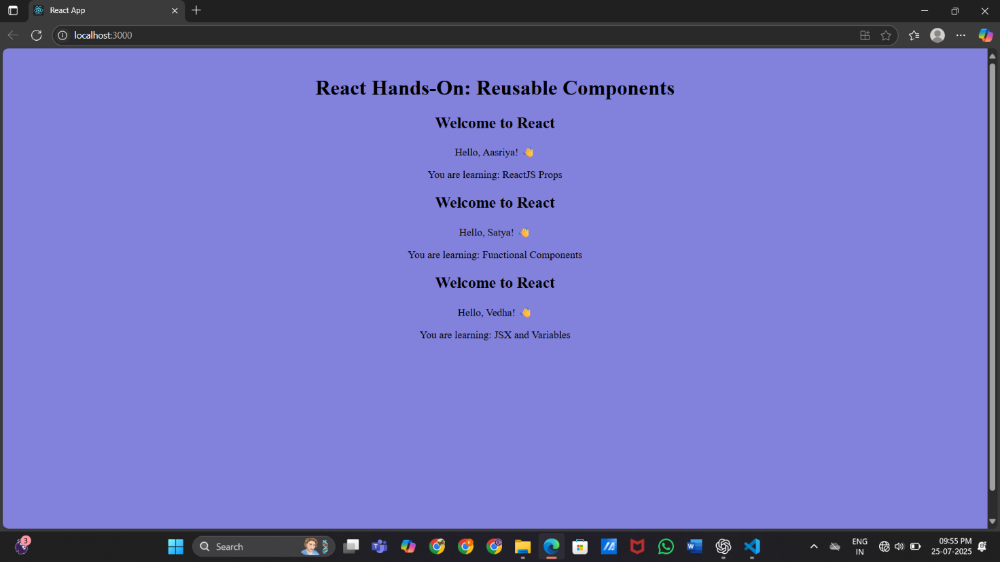 React App
localhost:3000
React Hands-On: Reusable Components
Welcome to React
Hello, Aasriya! 👋
You are learning: ReactJS Props
Welcome to React
Hello, Satya! 👋
You are learning: Functional Components
Welcome to React
Hello, Vedha! 👋
You are learning: JSX and Variables
3
Search
ENG
IN
09:55 PM
25-07-2025